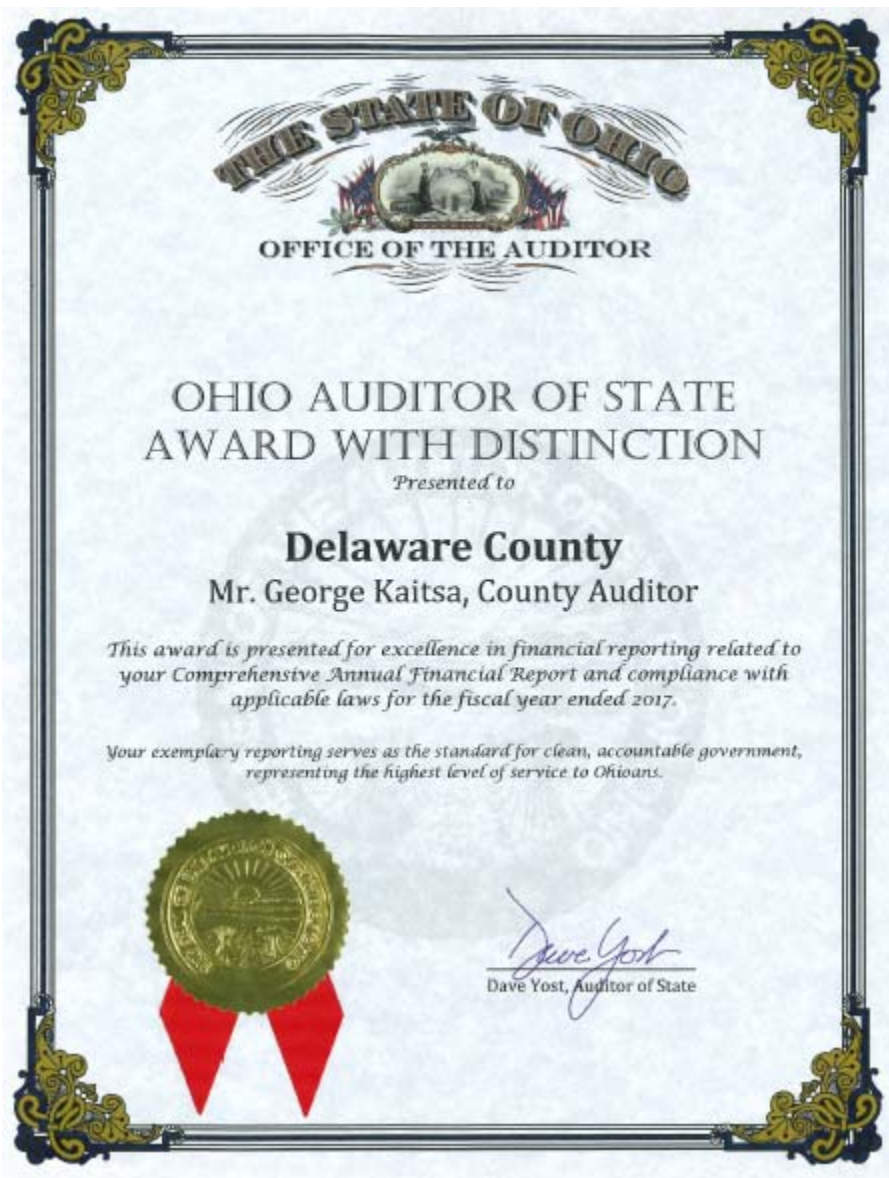 THE STATE OF OHIO
OFFICE OF THE AUDITOR
OHIO AUDITOR OF STATE
AWARD WITH DISTINCTION
Presented to
Delaware County
Mr. George Kaitsa, County Auditor
This award is presented for excellence in financial reporting related to
your Comprehensive Annual Financial Report and compliance with
applicable laws for the fiscal year ended 2017.
Your exemplary reporting serves as the standard for clean, accountable government,
representing the highest level of service to Ohioans.
Dave Yost
Dave Yost, Auditor of State